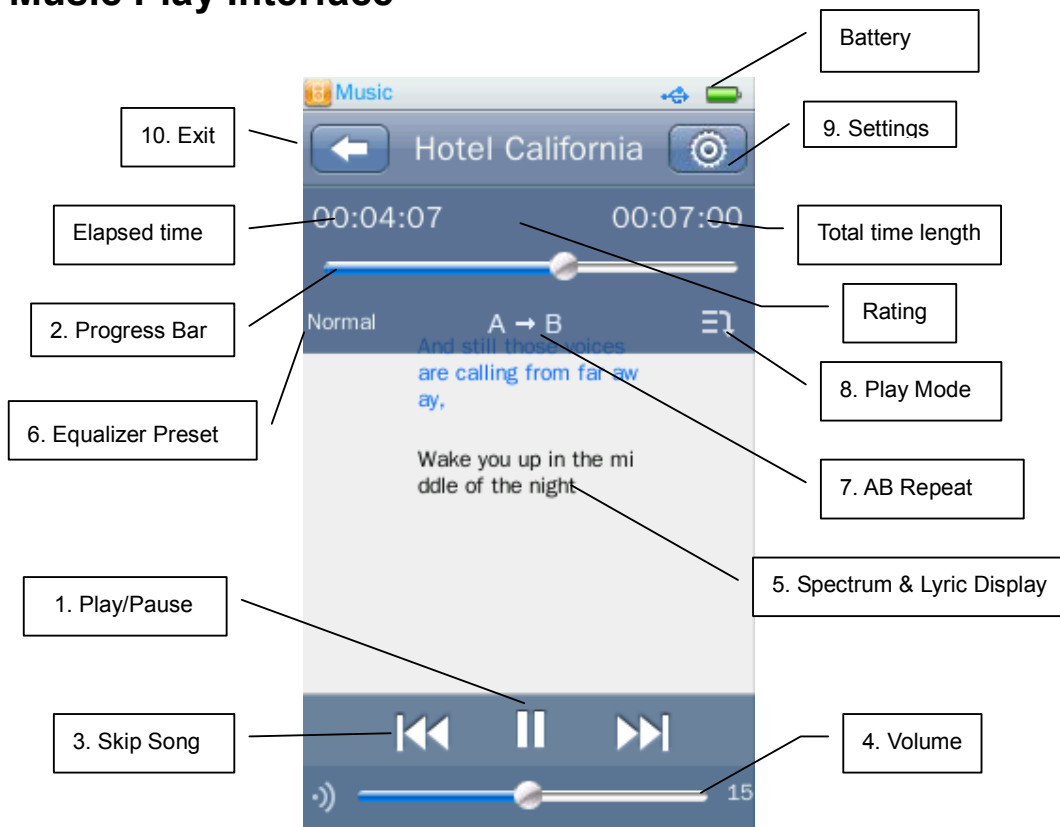 Music Play Interface
Battery
Music
10. Exit
Hotel California
9. Settings
Elapsed time
00:04:07
00:07:00
Total time length
2. Progress Bar
Rating
Normal
A → B
And still those voices
are calling from far aw
ay,
8. Play Mode
6. Equalizer Preset
Wake you up in the mi
ddle of the night
7. AB Repeat
5. Spectrum & Lyric Display
1. Play/Pause
3. Skip Song
4. Volume
15